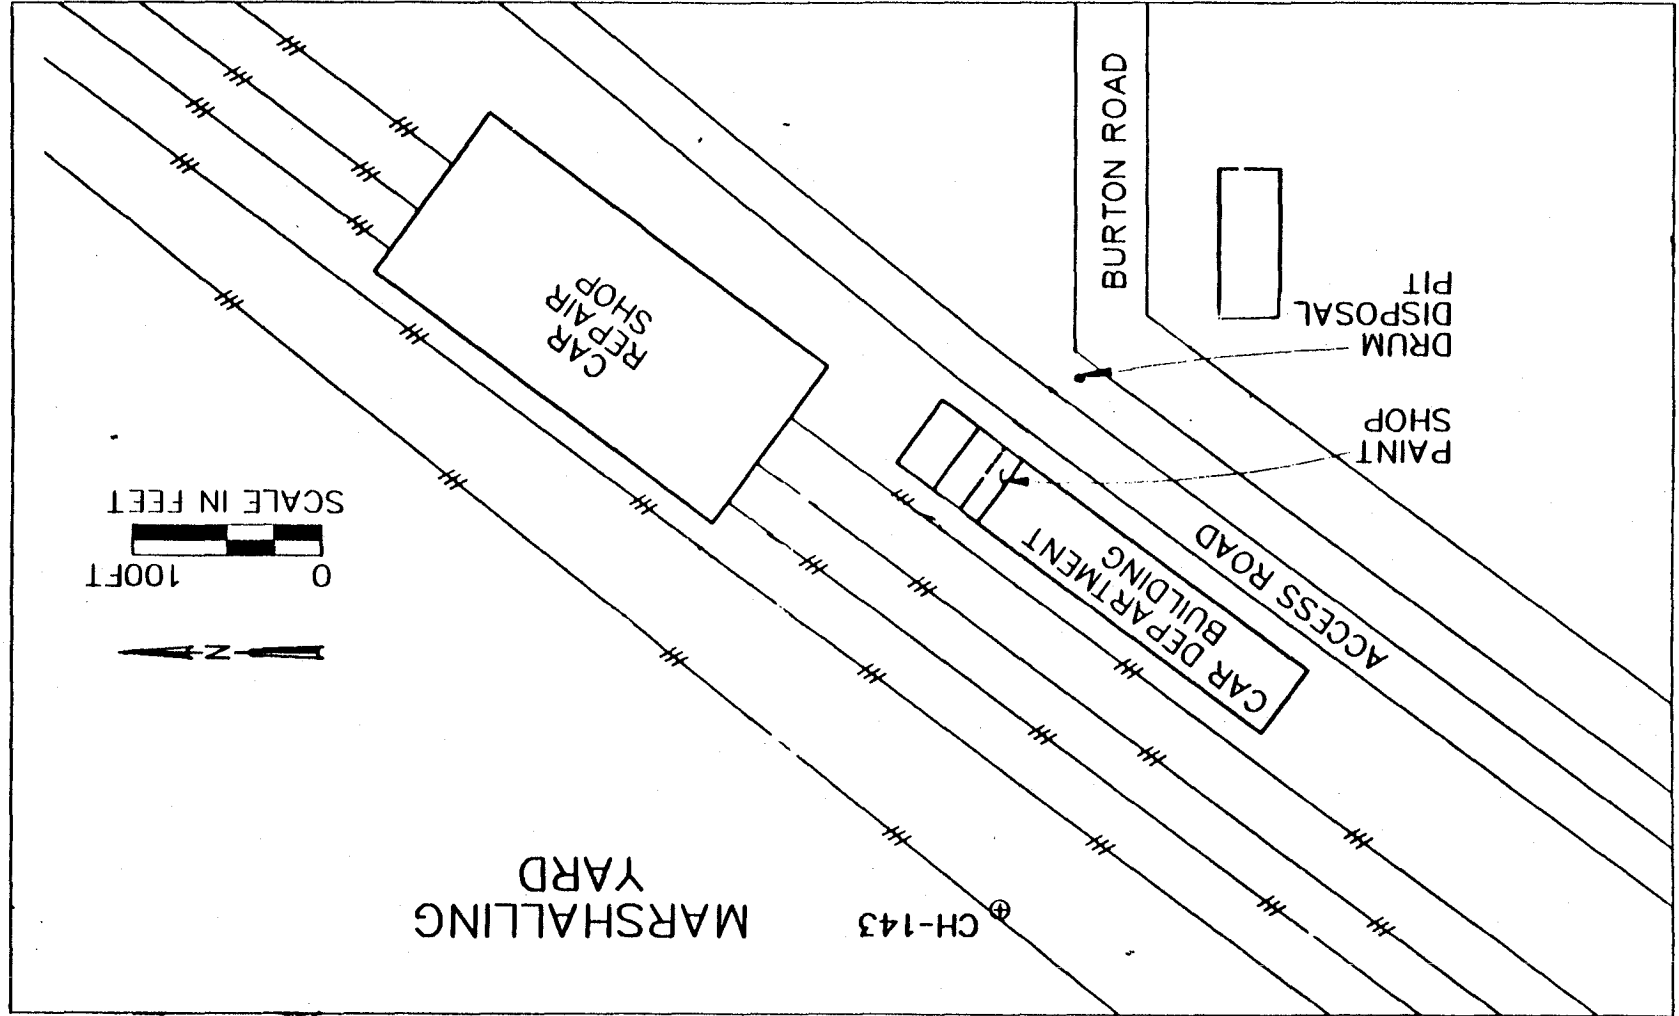 CH-143
MARSHALLING
YARD
N
0 100FT
SCALE IN FEET
CAR DEPARTMENT
BUILDING
ACCESS ROAD
PAINT
SHOP
DRUM
DISPOSAL
PIT
CAR
REPAIR
SHOP
BURTON ROAD